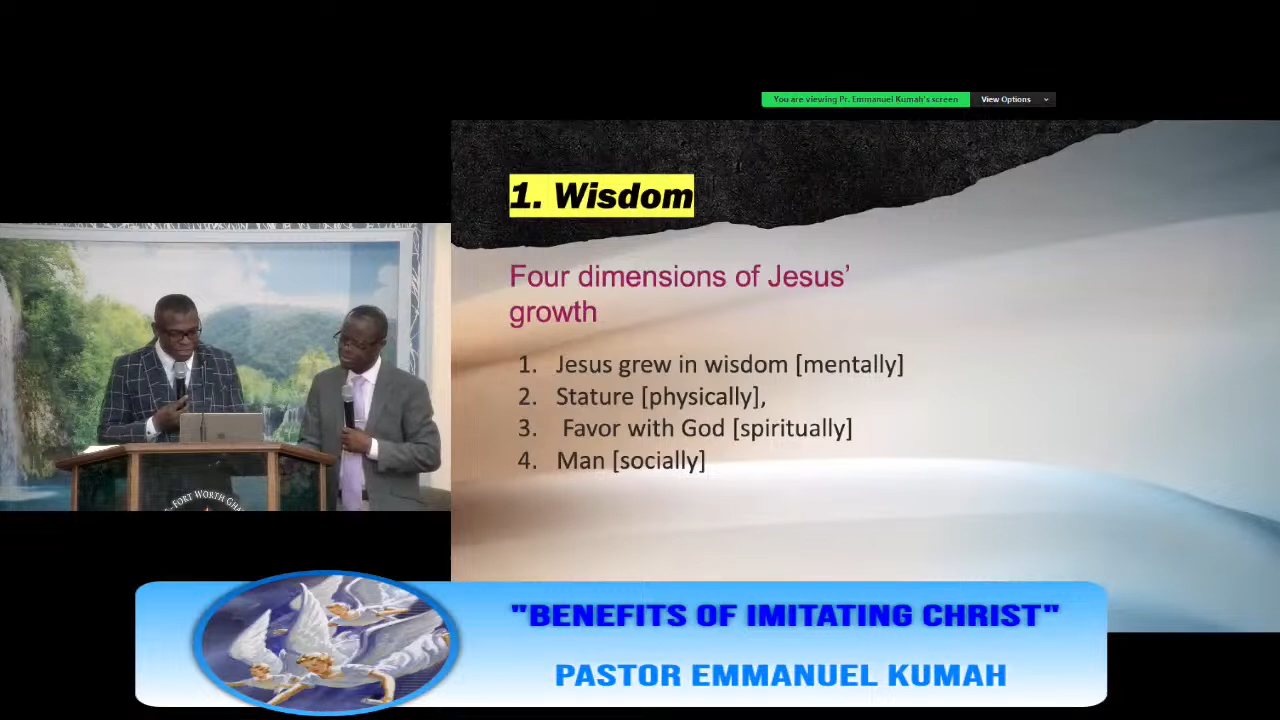 You are viewing Pr. Emmanuel Kumah's screen
View Options
1. Wisdom
Four dimensions of Jesus’
growth
1. Jesus grew in wisdom [mentally]
2. Stature [physically],
3. Favor with God [spiritually]
4. Man [socially]
FORT WORTH
"BENEFITS OF IMITATING CHRIST"
PASTOR EMMANUEL KUMAH